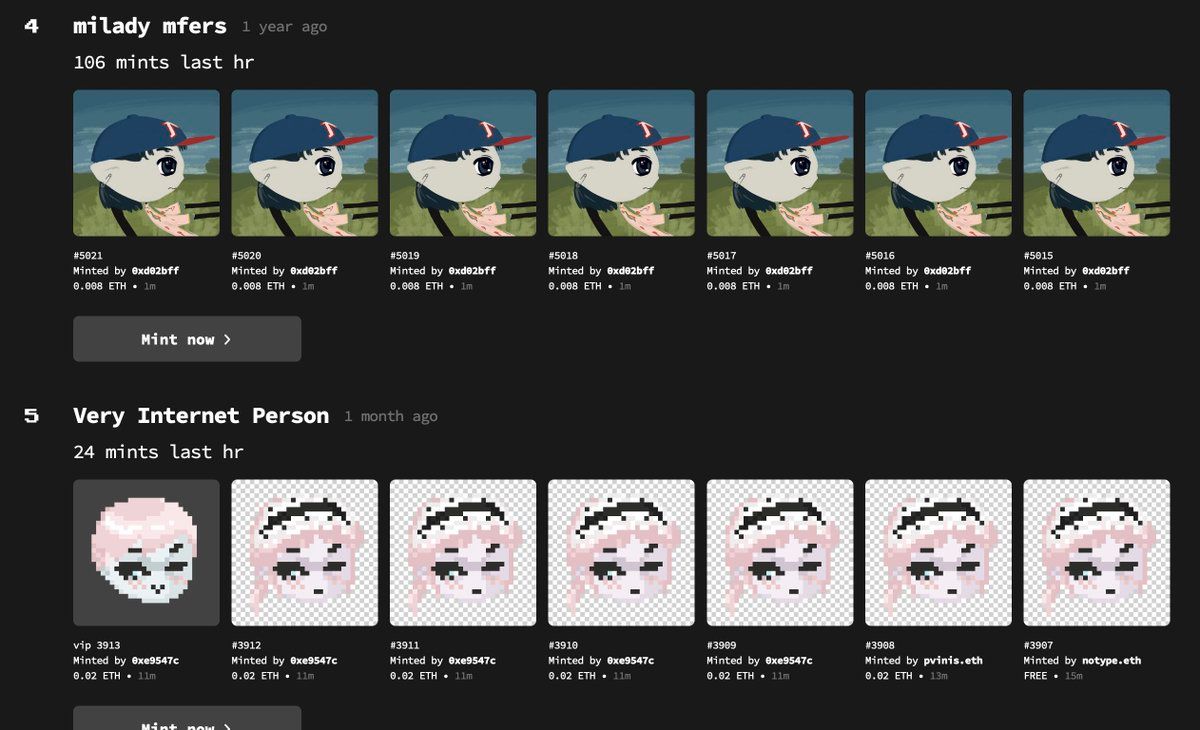 4 milady mfers 1 year ago
106 mints last hr
#5021 #5020 #5019 #5018 #5017 #5016 #5015
Minted by 0xd02bff Minted by 0xd02bff Minted by 0xd02bff Minted by 0xd02bff Minted by 0xd02bff Minted by 0xd02bff Minted by 0xd02bff
0.008 ETH • 1m 0.008 ETH • 1m 0.008 ETH • 1m 0.008 ETH • 1m 0.008 ETH • 1m 0.008 ETH • 1m 0.008 ETH • 1m
Mint now >
5 Very Internet Person 1 month ago
24 mints last hr
vip 3913 #3912 #3911 #3910 #3909 #3908 #3907
Minted by 0xe9547c Minted by 0xe9547c Minted by 0xe9547c Minted by 0xe9547c Minted by 0xe9547c Minted by pvinis.eth Minted by notype.eth
0.02 ETH • 11m 0.02 ETH • 11m 0.02 ETH • 11m 0.02 ETH • 11m 0.02 ETH • 11m 0.02 ETH • 13m FREE • 15m
Mint now >